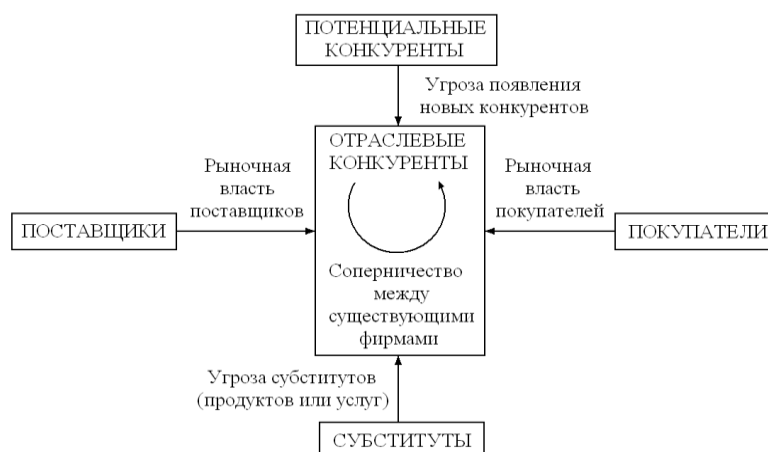 ПОТЕНЦИАЛЬНЫЕ
КОНКУРЕНТЫ
Угроза появления
новых конкурентов
ОТРАСЛЕВЫЕ
КОНКУРЕНТЫ
Рыночная
власть
поставщиков
Рыночная
власть
покупателей
ПОСТАВЩИКИ
ПОКУПАТЕЛИ
Соперничество
между
существующими
фирмами
Угроза субститутов
(продуктов или услуг)
СУБСТИТУТЫ